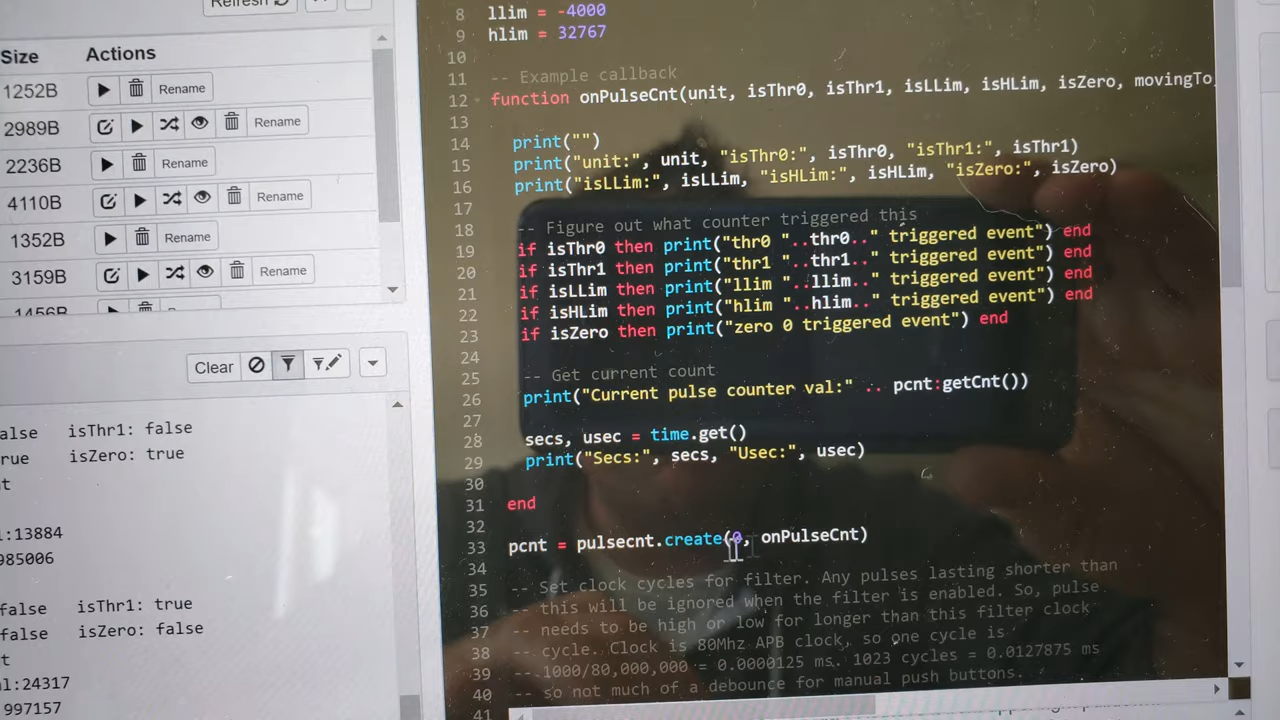 Refresh
Size Actions
1252B Rename
2989B Rename
2236B Rename
4110B Rename
1352B Rename
3159B Rename
1456B
Clear
alse isThr1: false
rue isZero: true
nt
:13884
985006
false isThr1: true
false isZero: false
nt
al:24317
997157
8 llim = -4000
9 hlim = 32767
10
11 -- Example callback
12 function onPulseCnt(unit, isThr0, isThr1, isLLim, isHLim, isZero, movingTo
13
14 print("")
15 print("unit:", unit, "isThr0:", isThr0, "isThr1:", isThr1)
16 print("isLLim:", isLLim, "isHLim:", isHLim, "isZero:", isZero)
17
18 -- Figure out what counter triggered this
19 if isThr0 then print("thr0 "..thr0.." triggered event") end
20 if isThr1 then print("thr1 "..thr1.." triggered event") end
21 if isLLim then print("llim "..llim.." triggered event") end
22 if isHLim then print("hlim "..hlim.." triggered event") end
23 if isZero then print("zero 0 triggered event") end
24
25 -- Get current count
26 print("Current pulse counter val:" .. pcnt:getCnt())
27
28 secs, usec = time.get()
29 print("Secs:", secs, "Usec:", usec)
30
31 end
32
33 pcnt = pulsecnt.create(0, onPulseCnt)
34
35 -- Set clock cycles for filter. Any pulses lasting shorter than
36 -- this will be ignored when the filter is enabled. So, pulse
37 -- needs to be high or low for longer than this filter clock
38 -- cycle. Clock is 80Mhz APB clock, so one cycle is
39 -- 1000/80,000,000 = 0.0000125 ms. 1023 cycles = 0.0127875 ms
40 -- so not much of a debounce for manual push buttons.
41